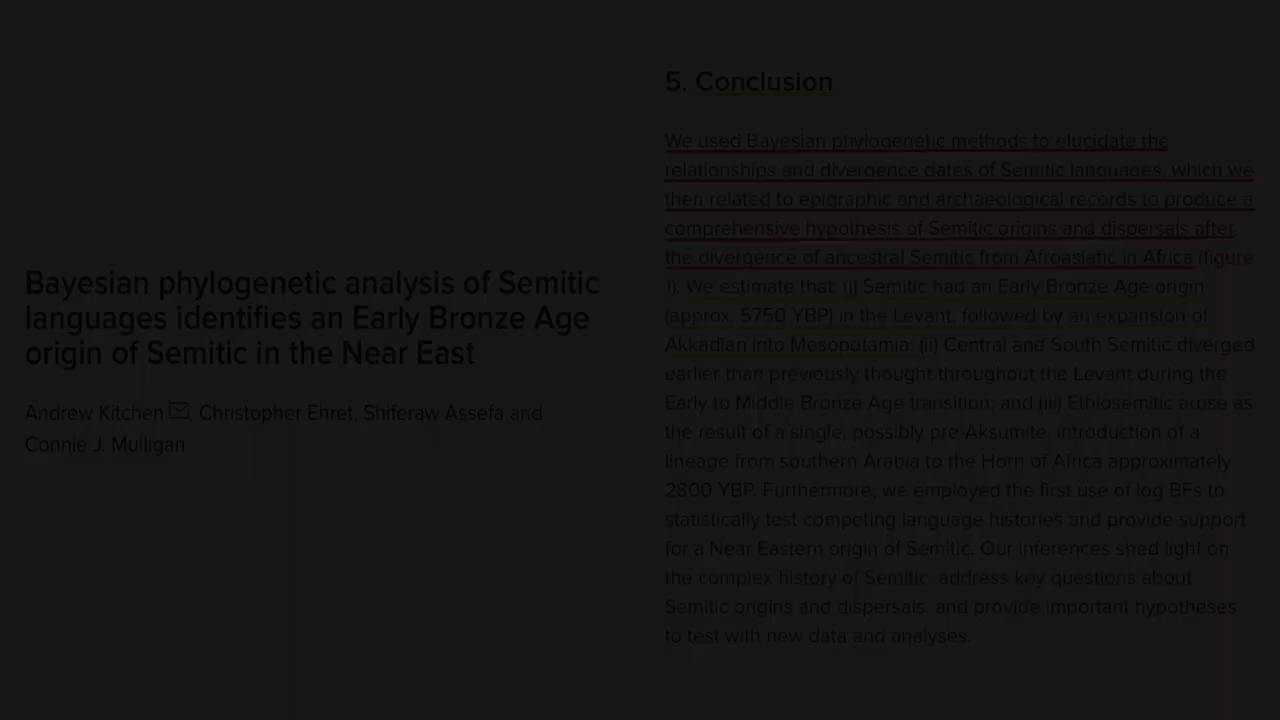 Bayesian phylogenetic analysis of Semitic
languages identifies an Early Bronze Age
origin of Semitic in the Near East
Andrew Kitchen, Christopher Ehret, Shiferaw Assefa and
Connie J. Mulligan
5. Conclusion
We used Bayesian phylogenetic methods to elucidate the
relationships and divergence dates of Semitic languages, which we
then related to epigraphic and archaeological records to produce a
comprehensive hypothesis of Semitic origins and dispersals after
the divergence of ancestral Semitic from Afroasiatic in Africa (figure
1). We estimate that: (i) Semitic had an Early Bronze Age origin
(approx. 5750 YBP) in the Levant, followed by an expansion of
Akkadian into Mesopotamia; (ii) Central and South Semitic diverged
earlier than previously thought throughout the Levant during the
Early to Middle Bronze Age transition; and (iii) Ethiosemitic arose as
the result of a single, possibly pre-Aksumite, introduction of a
lineage from southern Arabia to the Horn of Africa approximately
2800 YBP. Furthermore, we employed the first use of log BFs to
statistically test competing language histories and provide support
for a Near Eastern origin of Semitic. Our inferences shed light on
the complex history of Semitic, address key questions about
Semitic origins and dispersals, and provide important hypotheses
to test with new data and analyses.